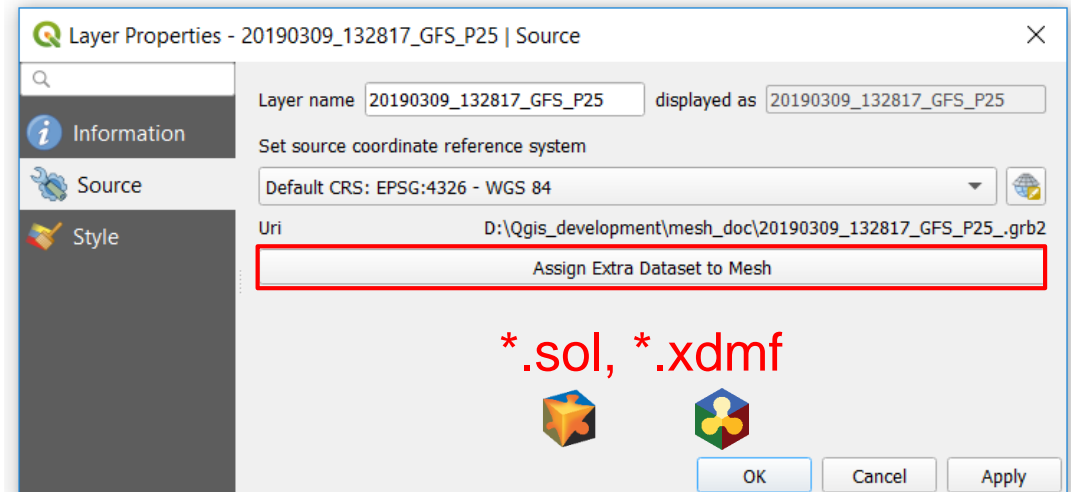 Layer Properties - 20190309_132817_GFS_P25 | Source
Layer name 20190309_132817_GFS_P25 displayed as 20190309_132817_GFS_P25
Information
Set source coordinate reference system
Source
Default CRS: EPSG:4326 - WGS 84
Style
Uri D:\Qgis_development\mesh_doc\20190309_132817_GFS_P25_.grb2
Assign Extra Dataset to Mesh
*.sol, *.xdmf
OK Cancel Apply